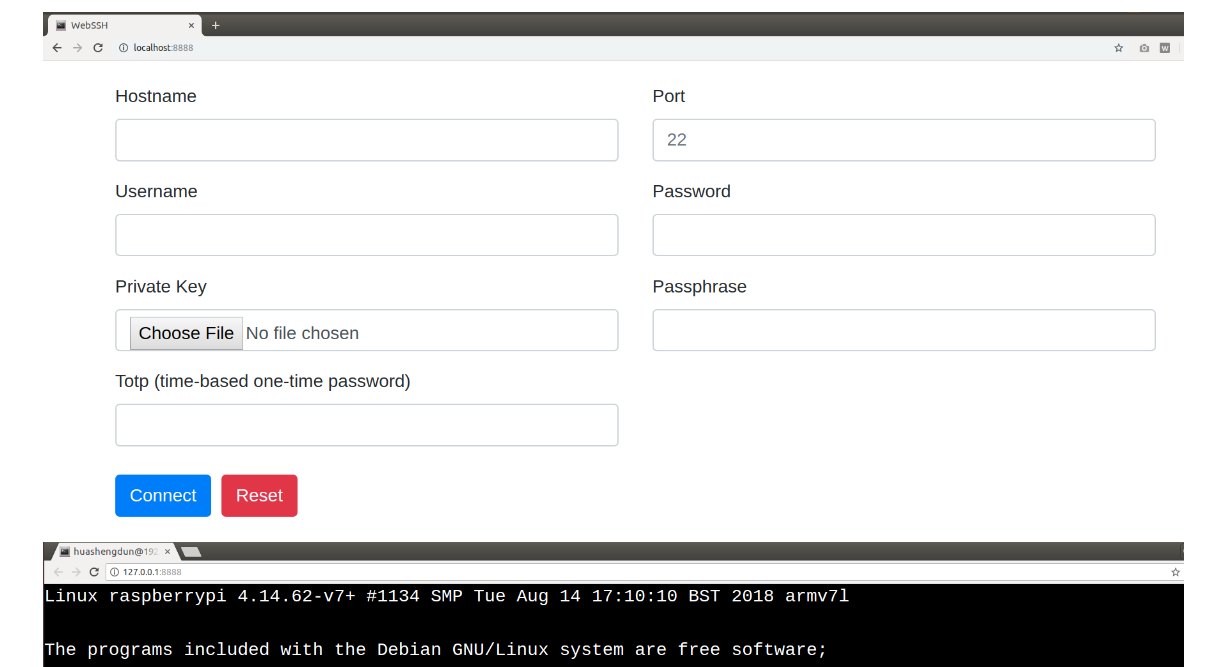 WebSSH
localhost:8888
Hostname
Port
22
Username
Password
Private Key
Passphrase
Choose File No file chosen
Totp (time-based one-time password)
Connect
Reset
huashengdun@192
127.0.0.1:8888
Linux raspberrypi 4.14.62-v7+ #1134 SMP Tue Aug 14 17:10:10 BST 2018 armv7l
The programs included with the Debian GNU/Linux system are free software;